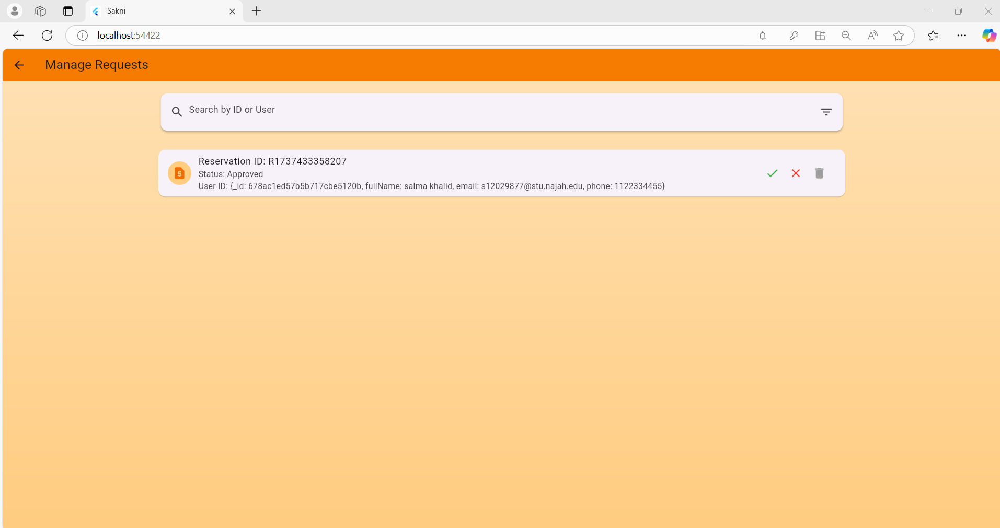 Sakni
localhost:54422
Manage Requests
Search by ID or User
Reservation ID: R1737433358207
Status: Approved
User ID: {_id: 678ac1ed57b5b717cbe5120b, fullName: salma khalid, email: s12029877@stu.najah.edu, phone: 1122334455}